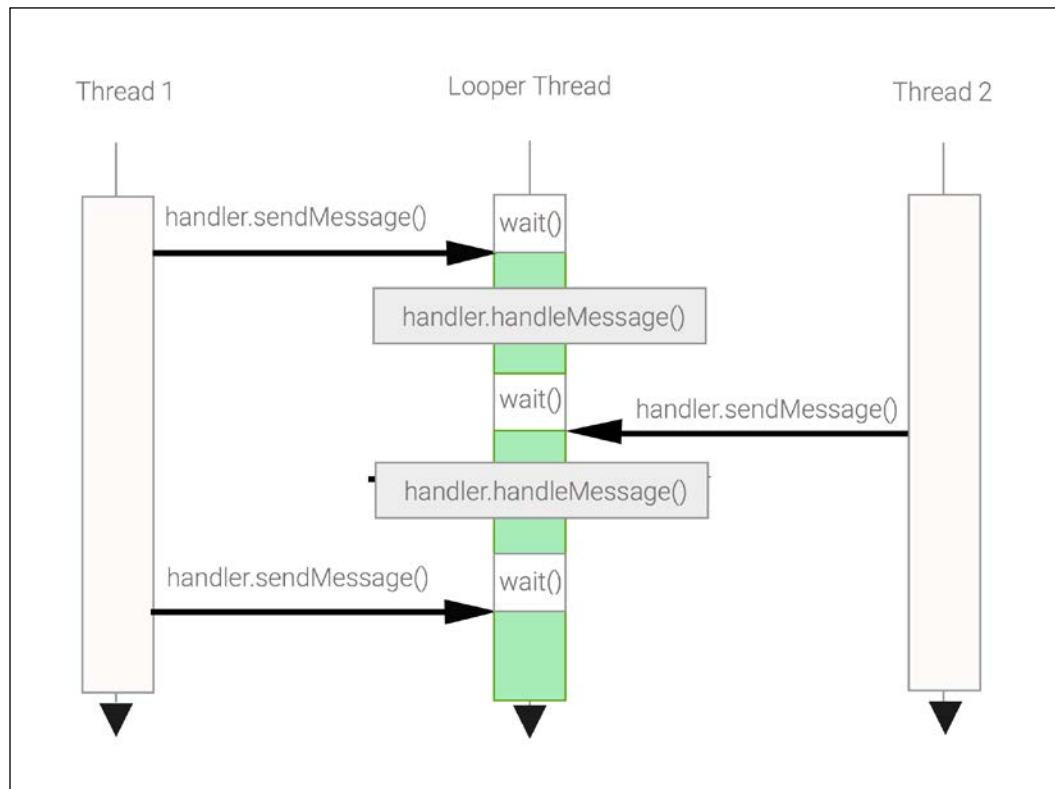 Thread 1
Looper Thread
Thread 2
handler.sendMessage()
wait()
handler.handleMessage()
wait()
handler.sendMessage()
handler.handleMessage()
handler.sendMessage()
wait()